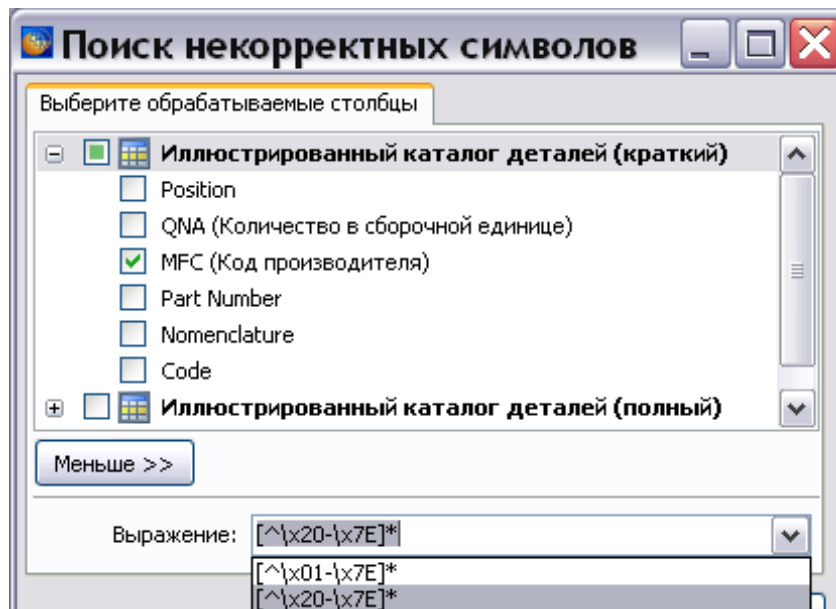 Поиск некорректных символов
Выберите обрабатываемые столбцы
Иллюстрированный каталог деталей (краткий)
Position
QNA (Количество в сборочной единице)
MFC (Код производителя)
Part Number
Nomenclature
Code
Иллюстрированный каталог деталей (полный)
Меньше >>
Выражение: [^\x20-\x7E]*
[^\x01-\x7E]*
[^\x20-\x7E]*